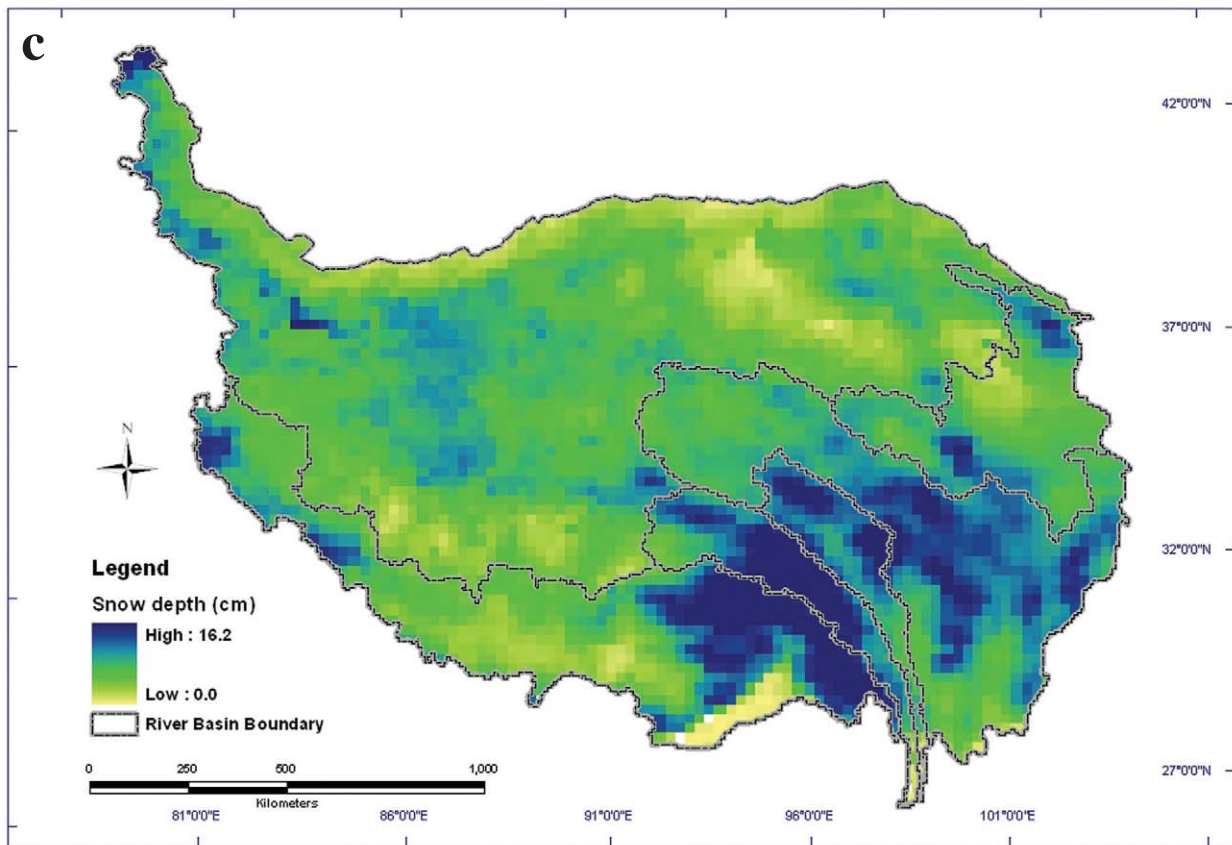 c
42°0'0"N
37°0'0"N
N
32°0'0"N
Legend
Snow depth (cm)
High : 16.2
Low : 0.0
River Basin Boundary
27°0'0"N
0 250 500 1,000
Kilometers
81°0'0"E 86°0'0"E 91°0'0"E 96°0'0"E 101°0'0"E